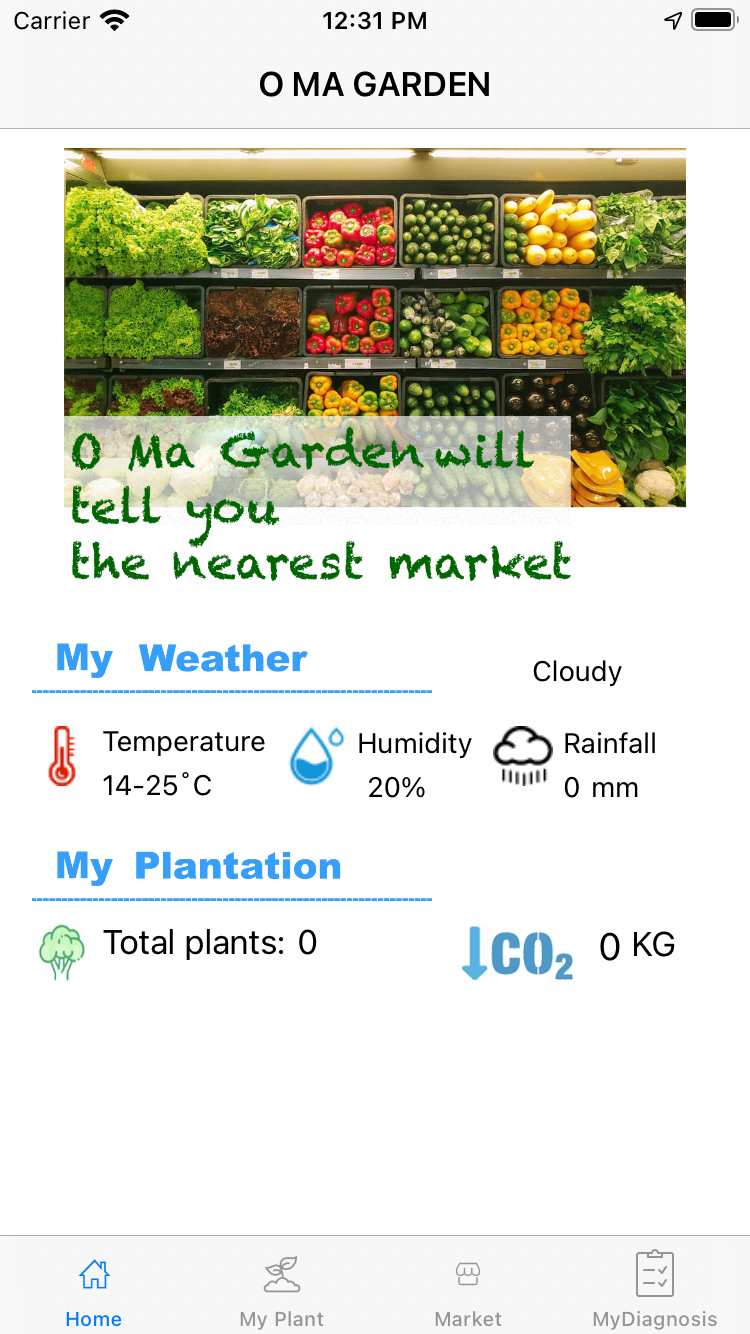 Carrier 12:31 PM
O MA GARDEN
O Ma Garden will
tell you
the nearest market
My Weather
Cloudy
Temperature Humidity Rainfall
14-25˚C 20% 0 mm
My Plantation
Total plants: 0 CO₂ 0 KG
Home My Plant Market MyDiagnosis